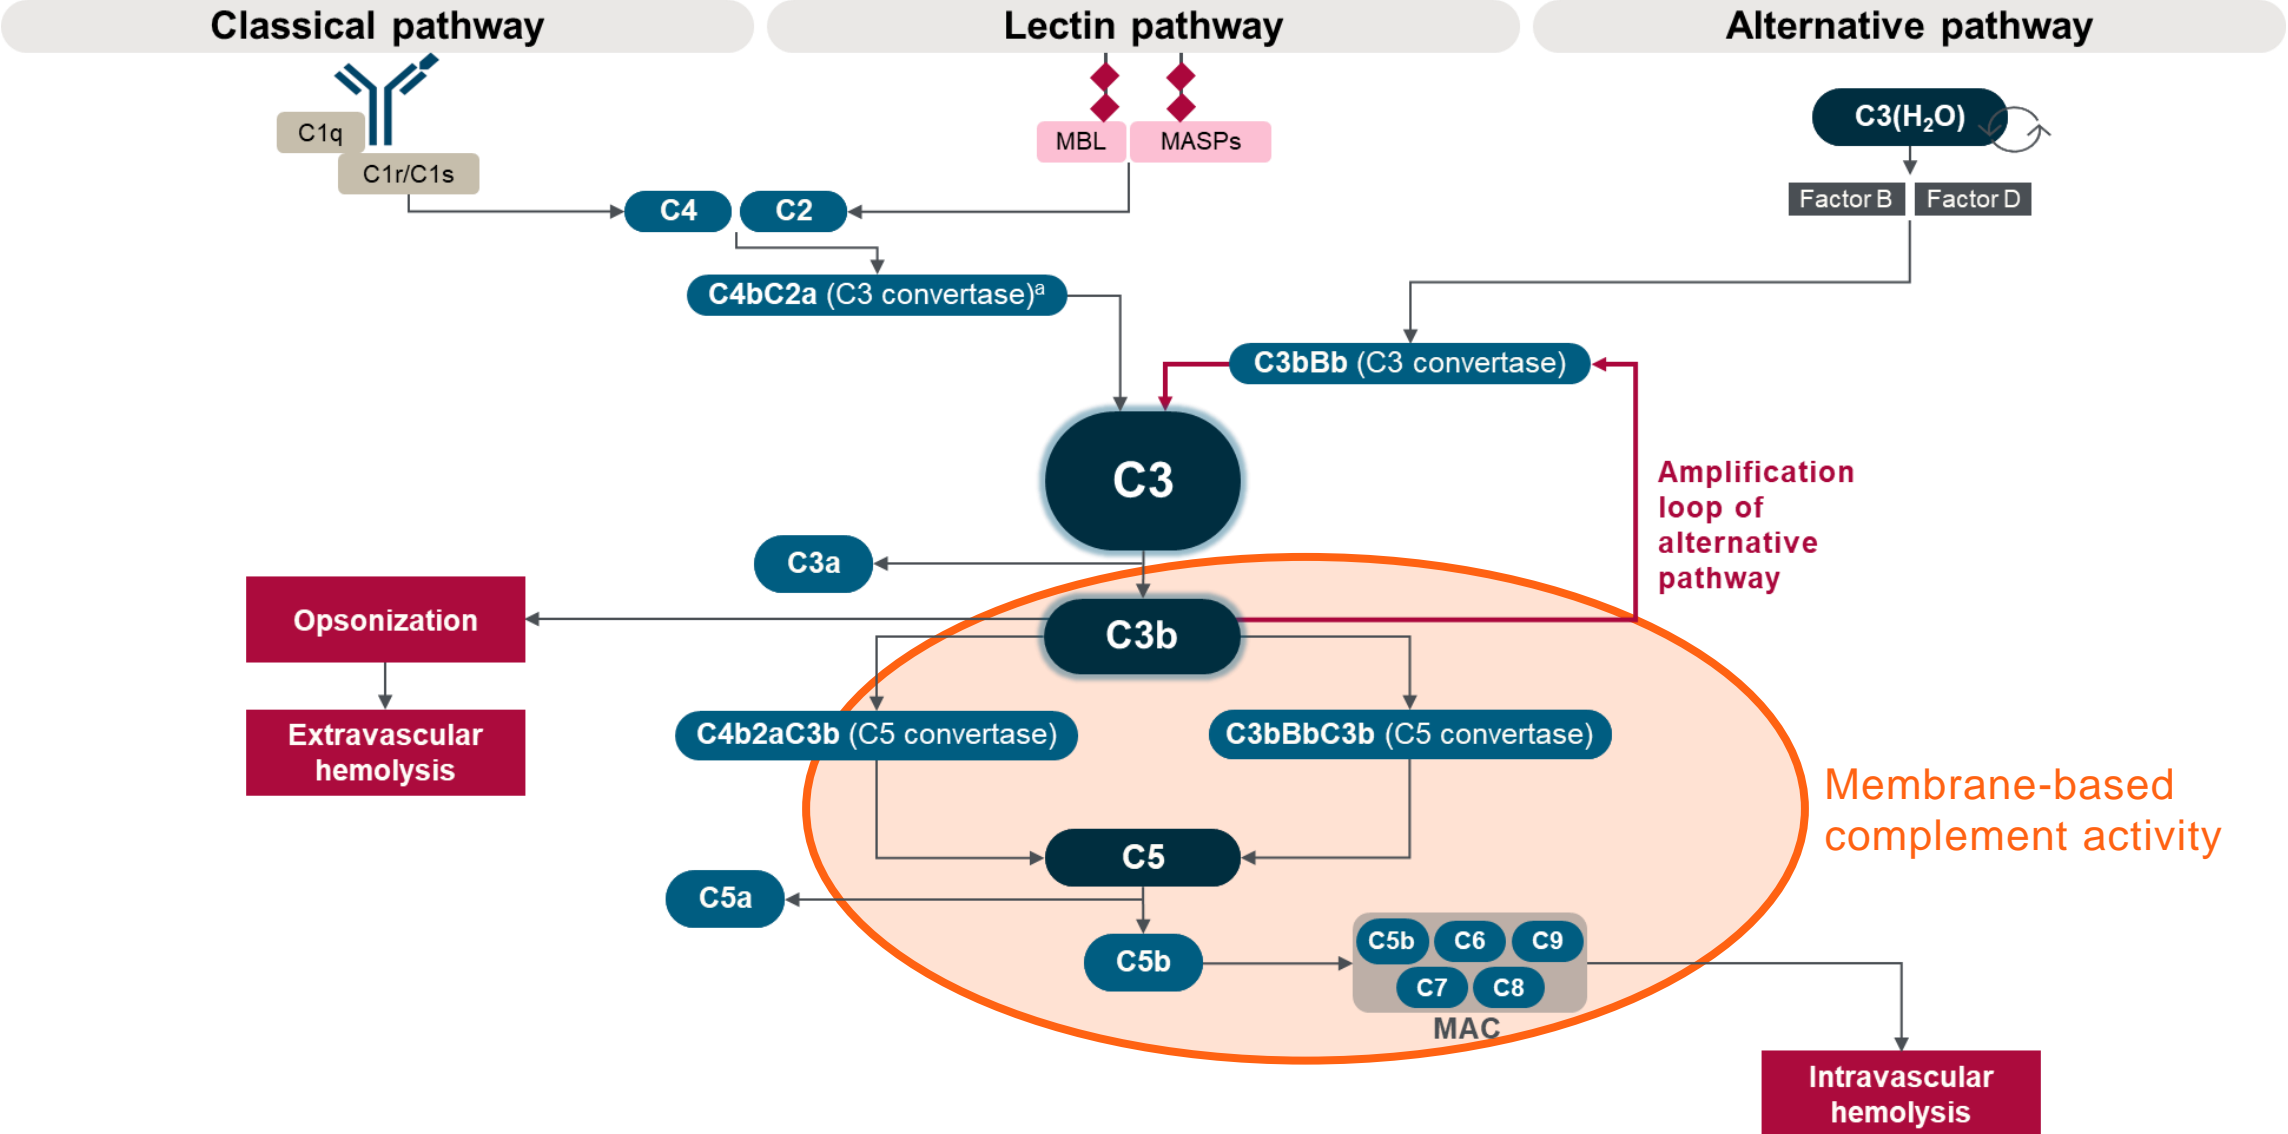 Classical pathway
Lectin pathway
Alternative pathway
C1q
C1r/C1s
MBL
MASPs
C3(H₂O)
Factor B
Factor D
C4
C2
C4bC2a (C3 convertase)ᵃ
C3bBb (C3 convertase)
C3
Amplification
loop of
alternative
pathway
C3a
C3b
Opsonization
Extravascular
hemolysis
C4b2aC3b (C5 convertase)
C3bBbC3b (C5 convertase)
Membrane-based
complement activity
C5
C5a
C5b
C5b
C6
C9
C7
C8
MAC
Intravascular
hemolysis